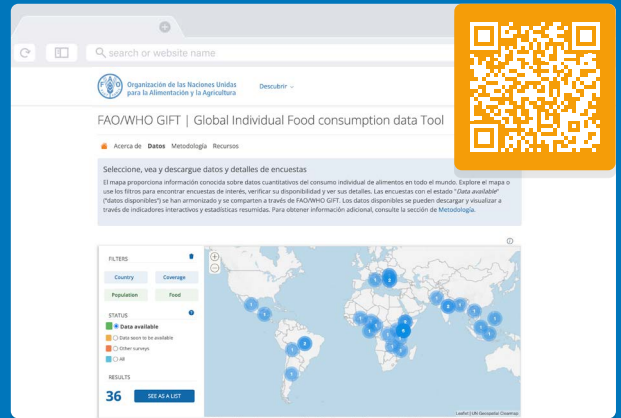 search or website name
Organización de las Naciones Unidas
para la Alimentación y la Agricultura
Descubrir
FAO/WHO GIFT | Global Individual Food consumption data Tool
Acerca de Datos Metodología Recursos
Seleccione, vea y descargue datos y detalles de encuestas
El mapa proporciona información conocida sobre datos cuantitativos del consumo individual de alimentos en todo el mundo. Explore el mapa o
use los filtros para encontrar encuestas de interés, verificar su disponibilidad y ver sus detalles. Las encuestas con el estado "Data available"
("datos disponibles") se han armonizado y se comparten a través de FAO/WHO GIFT. Los datos disponibles se pueden descargar y visualizar a
través de indicadores interactivos y estadísticas resumidas. Para obtener información adicional, consulte la sección de Metodología.
FILTERS
Country Coverage
Population Food
STATUS
Data available
Data soon to be available
Other surveys
All
RESULTS
36 SEE AS A LIST
Leaflet | UN Geospatial Clearmap